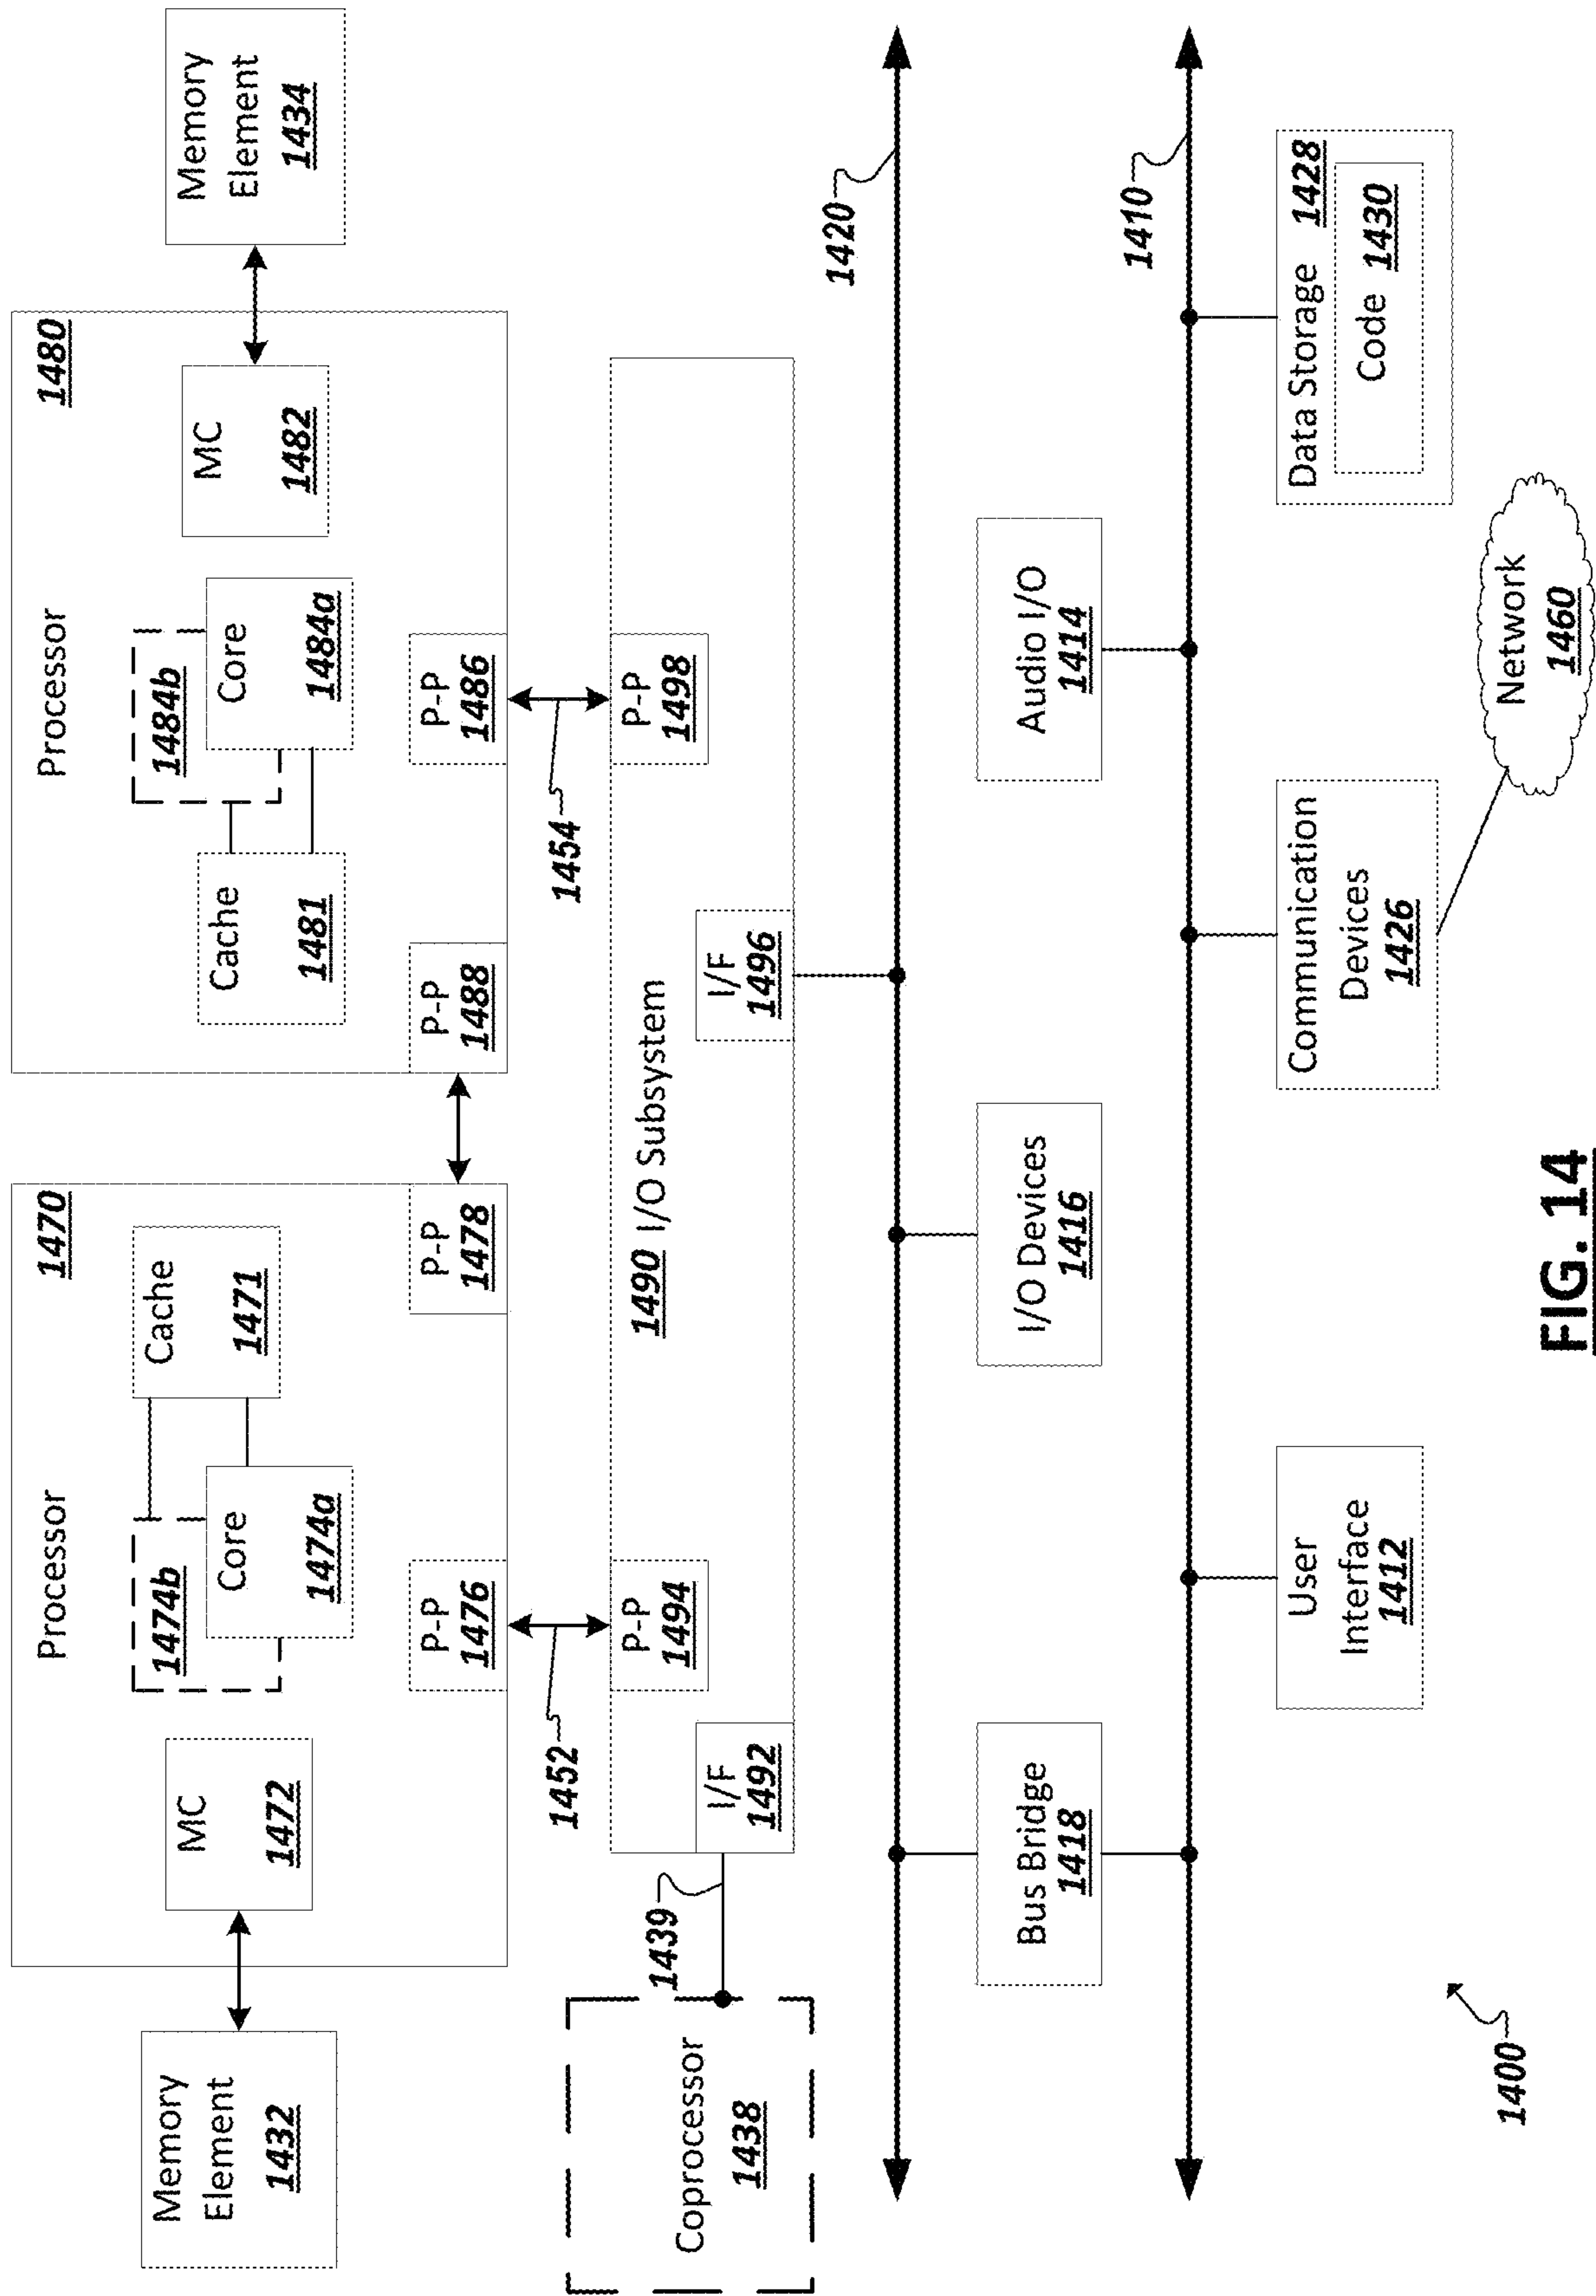 Processor
1470
Processor
1480
Memory
Element
1432
MC
1472
1474b
Core
1474a
Cache
1471
Cache
1481
1484b
Core
1484a
MC
1482
Memory
Element
1434
P-P
1476
P-P
1478
P-P
1488
P-P
1486
1452
1454
P-P
1494
P-P
1498
1490 I/O Subsystem
Coprocessor
1438
1439
I/F
1492
I/F
1496
1420
Bus Bridge
1418
I/O Devices
1416
Audio I/O
1414
1410
User
Interface
1412
Communication
Devices
1426
Data Storage 1428
Code 1430
Network
1460
1400
FIG. 14